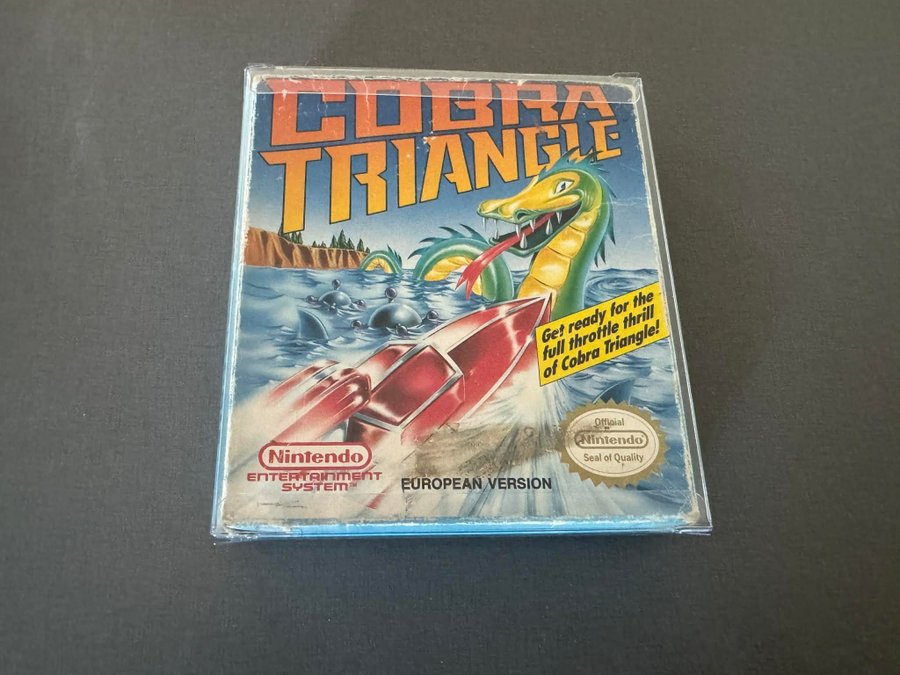 COBRA
TRIANGLE
Get ready for the
full throttle thrill
of Cobra Triangle!
Official
Nintendo
Seal of Quality
Nintendo
ENTERTAINMENT
SYSTEM™
EUROPEAN VERSION